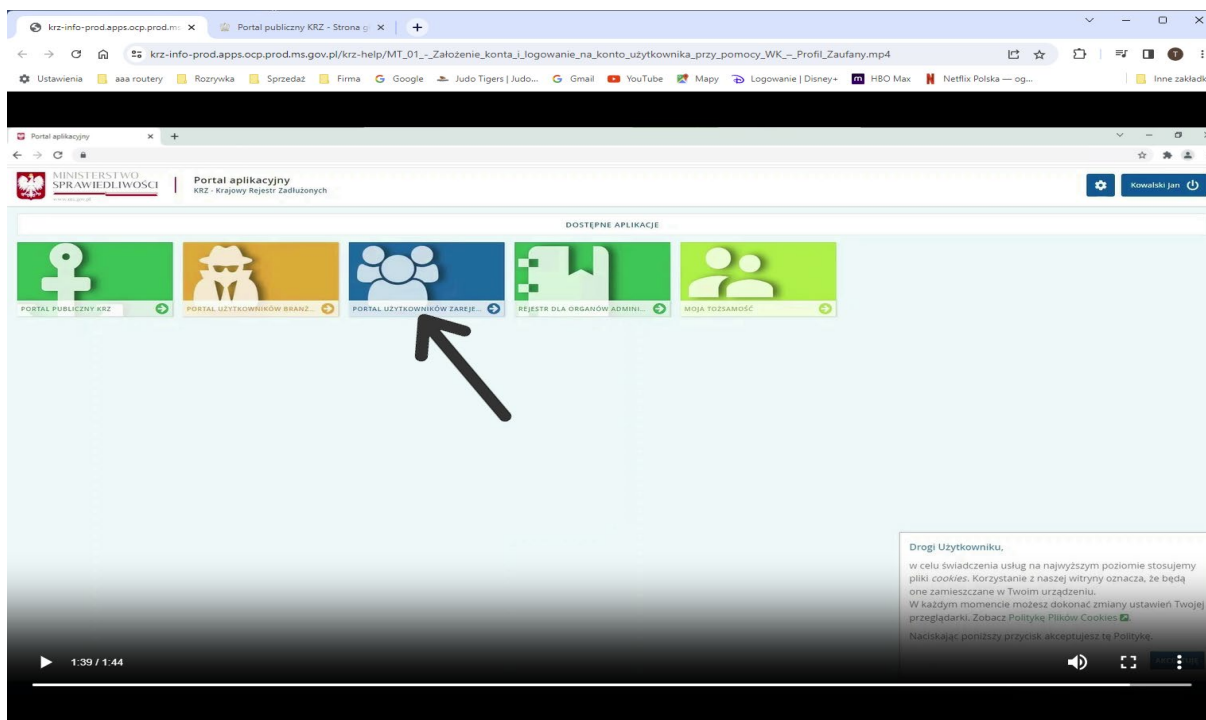 krz-info-prod.apps.ocp.prod.ms
Portal publiczny KRZ - Strona g
krz-info-prod.apps.ocp.prod.ms.gov.pl/krz-help/MT_01_-_Założenie_konta_i_logowanie_na_konto_użytkownika_przy_pomocy_WK_–_Profil_Zaufany.mp4
T
Ustawienia aaa routery Rozrywka Sprzedaż Firma Google Judo Tigers | Judo... Gmail YouTube Mapy Logowanie | Disney+ HBO Max Netflix Polska — og... Inne zakładk
Portal aplikacyjny
MINISTERSTWO
SPRAWIEDLIWOŚCI
Portal aplikacyjny
KRZ - Krajowy Rejestr Zadłużonych
Kowalski Jan
DOSTĘPNE APLIKACJE
PORTAL PUBLICZNY KRZ
PORTAL UŻYTKOWNIKÓW BRANŻ...
PORTAL UŻYTKOWNIKÓW ZAREJE...
REJESTR DLA ORGANÓW ADMINI...
MOJA TOŻSAMOŚĆ
Drogi Użytkowniku,
w celu świadczenia usług na najwyższym poziomie stosujemy
pliki cookies. Korzystanie z naszej witryny oznacza, że będą
one zamieszczane w Twoim urządzeniu.
W każdym momencie możesz dokonać zmiany ustawień Twojej
przeglądarki. Zobacz Politykę Plików Cookies
Naciskając poniższy przycisk akceptujesz tę Politykę.
1:39 / 1:44